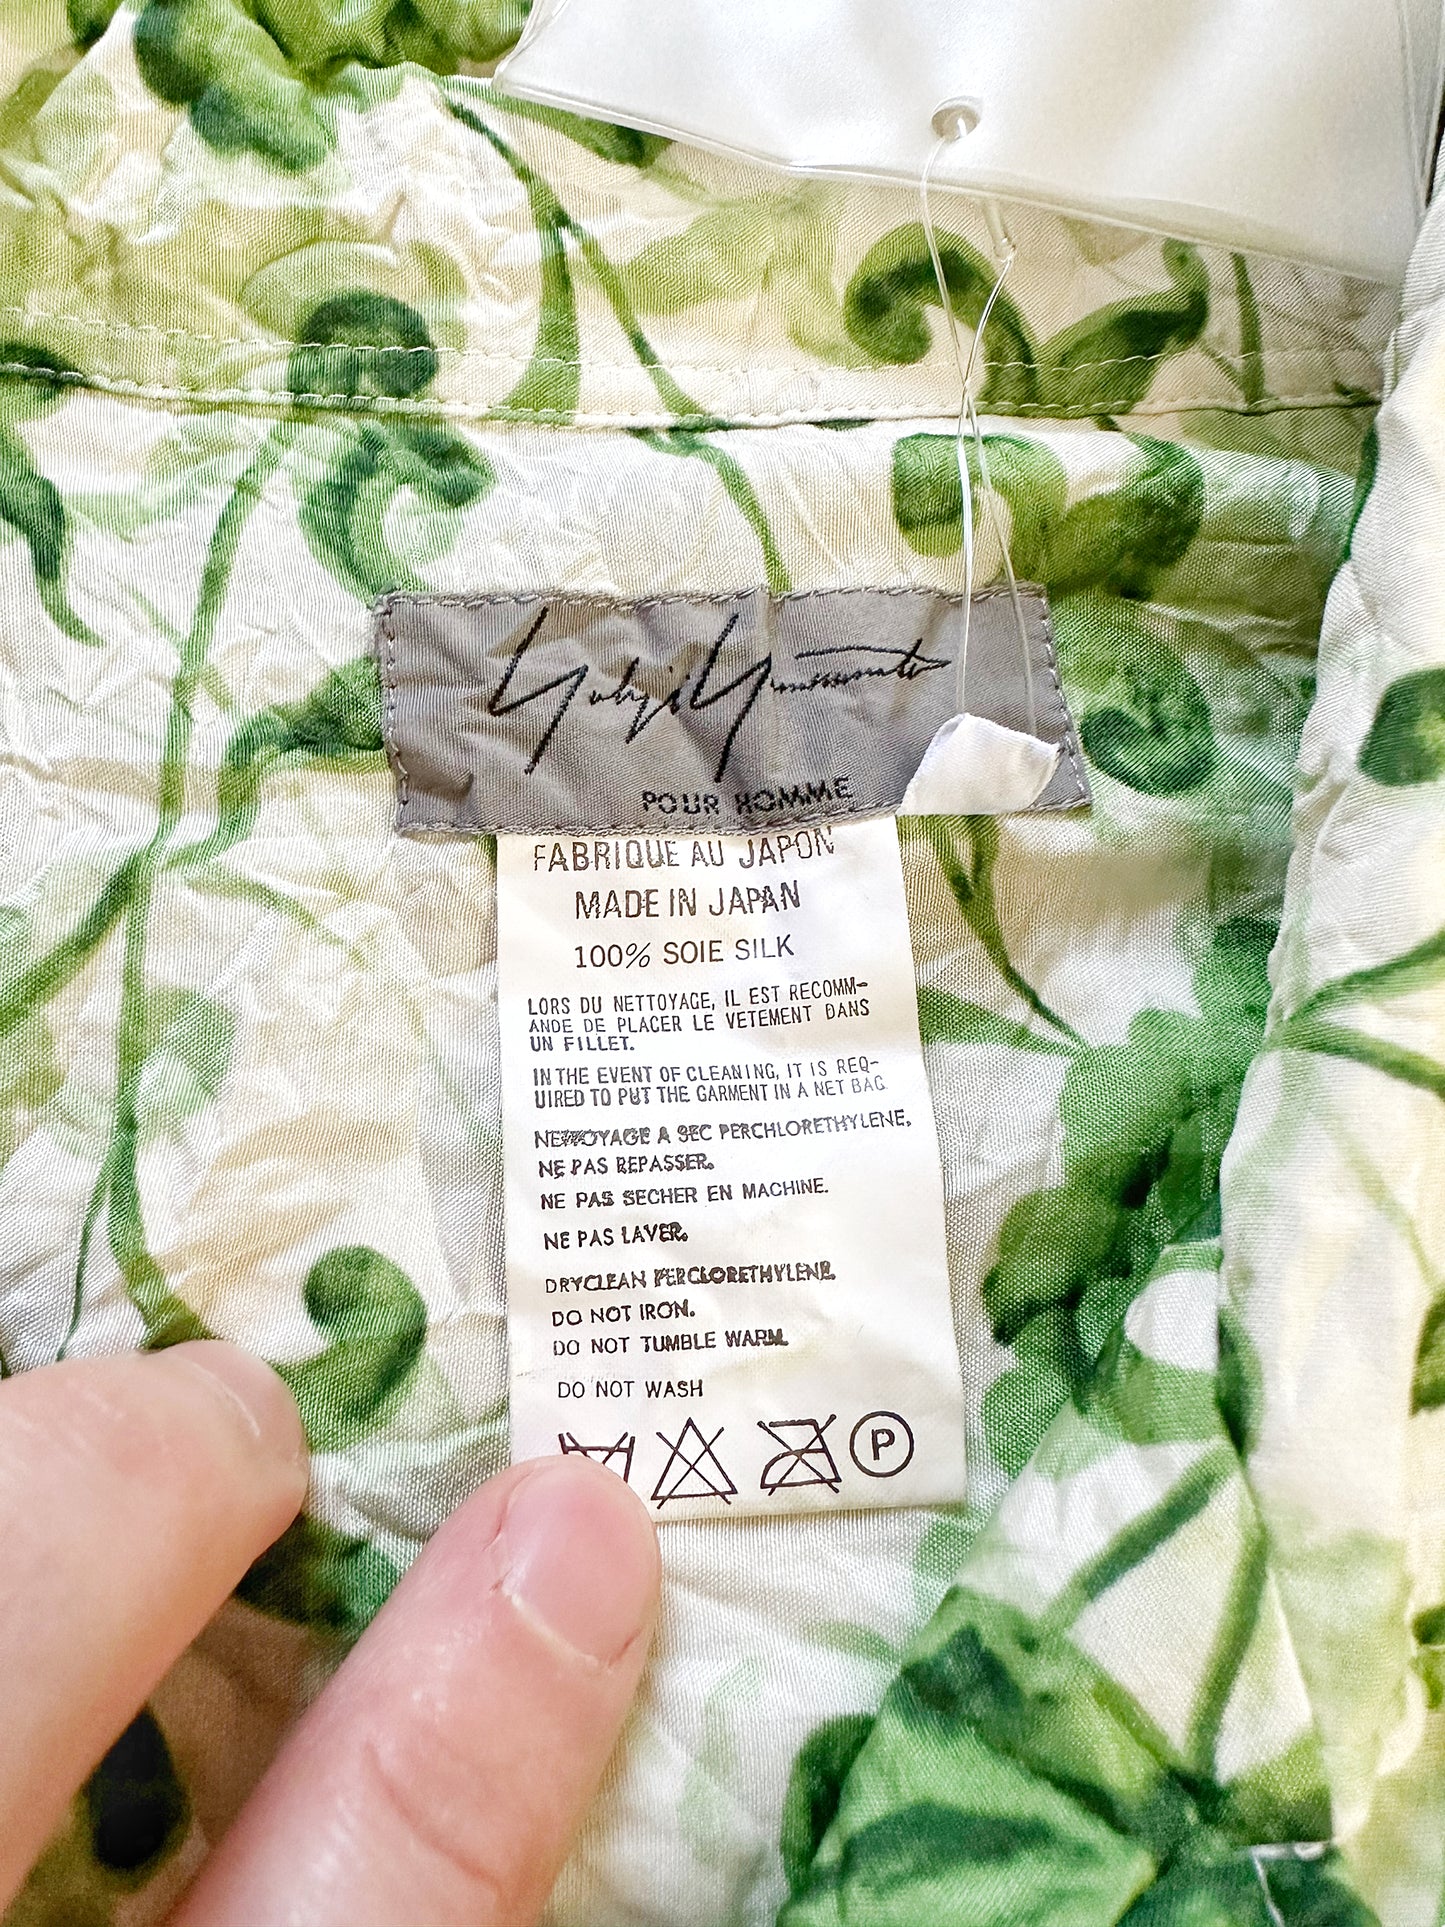 Yohji Yamamoto
POUR HOMME
FABRIQUE AU JAPON
MADE IN JAPAN
100% SOIE SILK
LORS DU NETTOYAGE, IL EST RECOMM-
ANDE DE PLACER LE VETEMENT DANS
UN FILLET.
IN THE EVENT OF CLEANING, IT IS REQ-
UIRED TO PUT THE GARMENT IN A NET BAG
NETTOYAGE A SEC PERCHLORETHYLENE.
NE PAS REPASSER.
NE PAS SECHER EN MACHINE.
NE PAS LAVER.
DRYCLEAN PERCLORETHYLENE.
DO NOT IRON.
DO NOT TUMBLE WARM.
DO NOT WASH
P